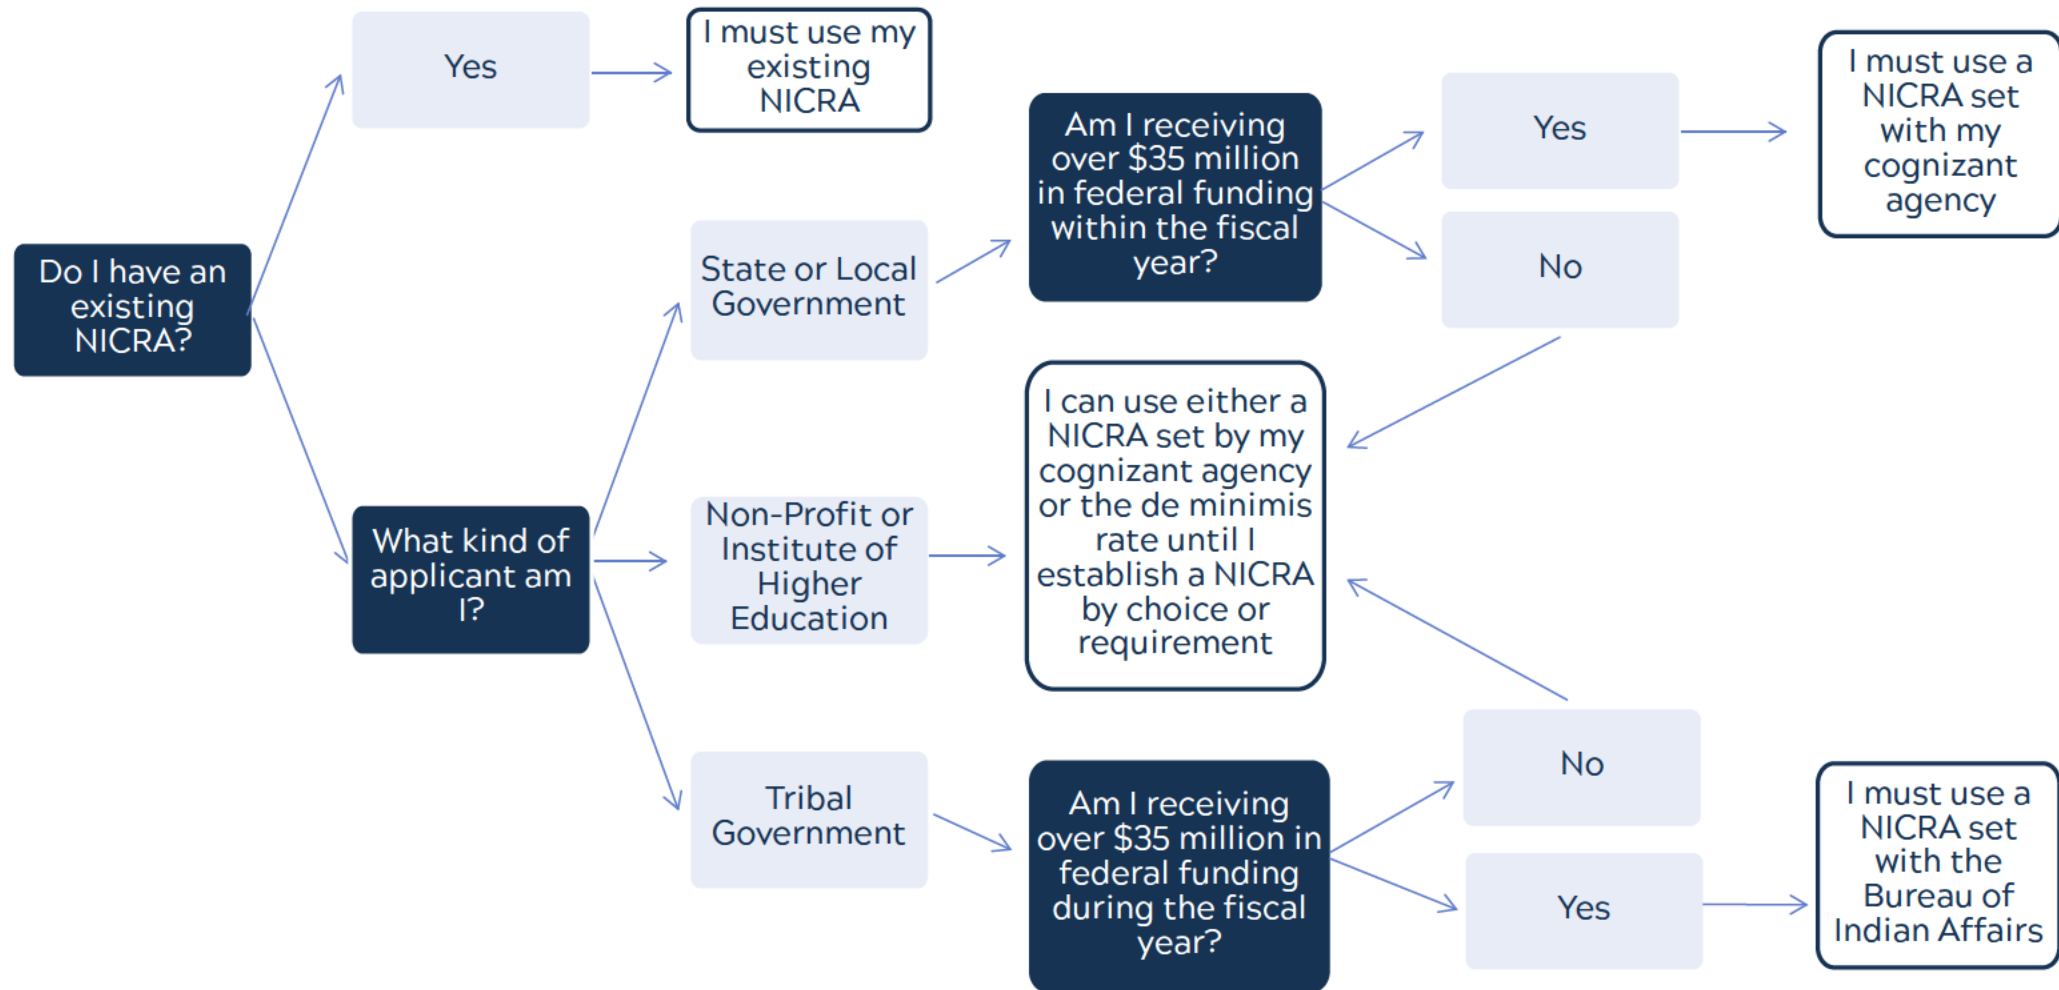 Do I have an
existing
NICRA?
Yes
I must use my
existing
NICRA
What kind of
applicant am
I?
State or Local
Government
Am I receiving
over $35 million
in federal funding
within the fiscal
year?
Yes
I must use a
NICRA set
with my
cognizant
agency
No
Non-Profit or
Institute of
Higher
Education
I can use either a
NICRA set by my
cognizant agency
or the de minimis
rate until I
establish a NICRA
by choice or
requirement
Tribal
Government
Am I receiving
over $35 million in
federal funding
during the fiscal
year?
No
Yes
I must use a
NICRA set
with the
Bureau of
Indian Affairs